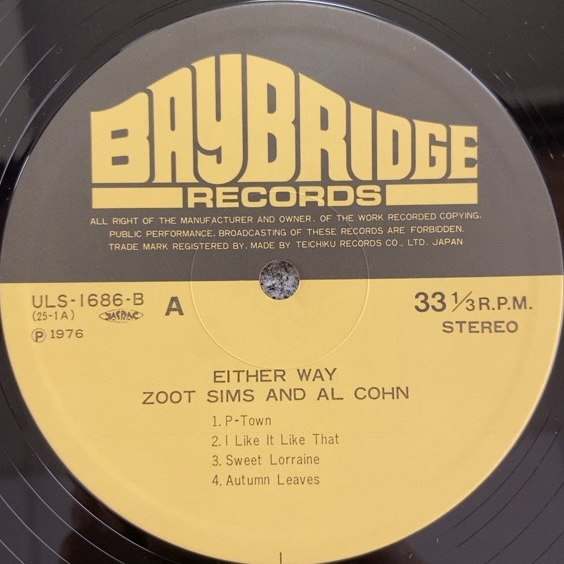 BAYBRIDGE
RECORDS
ALL RIGHT OF THE MANUFACTURER AND OWNER. OF THE WORK RECORDED COPYING.
PUBLIC PERFORMANCE. BROADCASTING OF THESE RECORDS ARE FORBIDDEN.
TRADE MARK REGISTERED BY. MADE BY TEICHIKU RECORDS CO., LTD. JAPAN
ULS-1686-B A 33 1/3 R.P.M.
(25-1A) JASRAC STEREO
Ⓟ 1976
EITHER WAY
ZOOT SIMS AND AL COHN
1. P-Town
2. I Like It Like That
3. Sweet Lorraine
4. Autumn Leaves